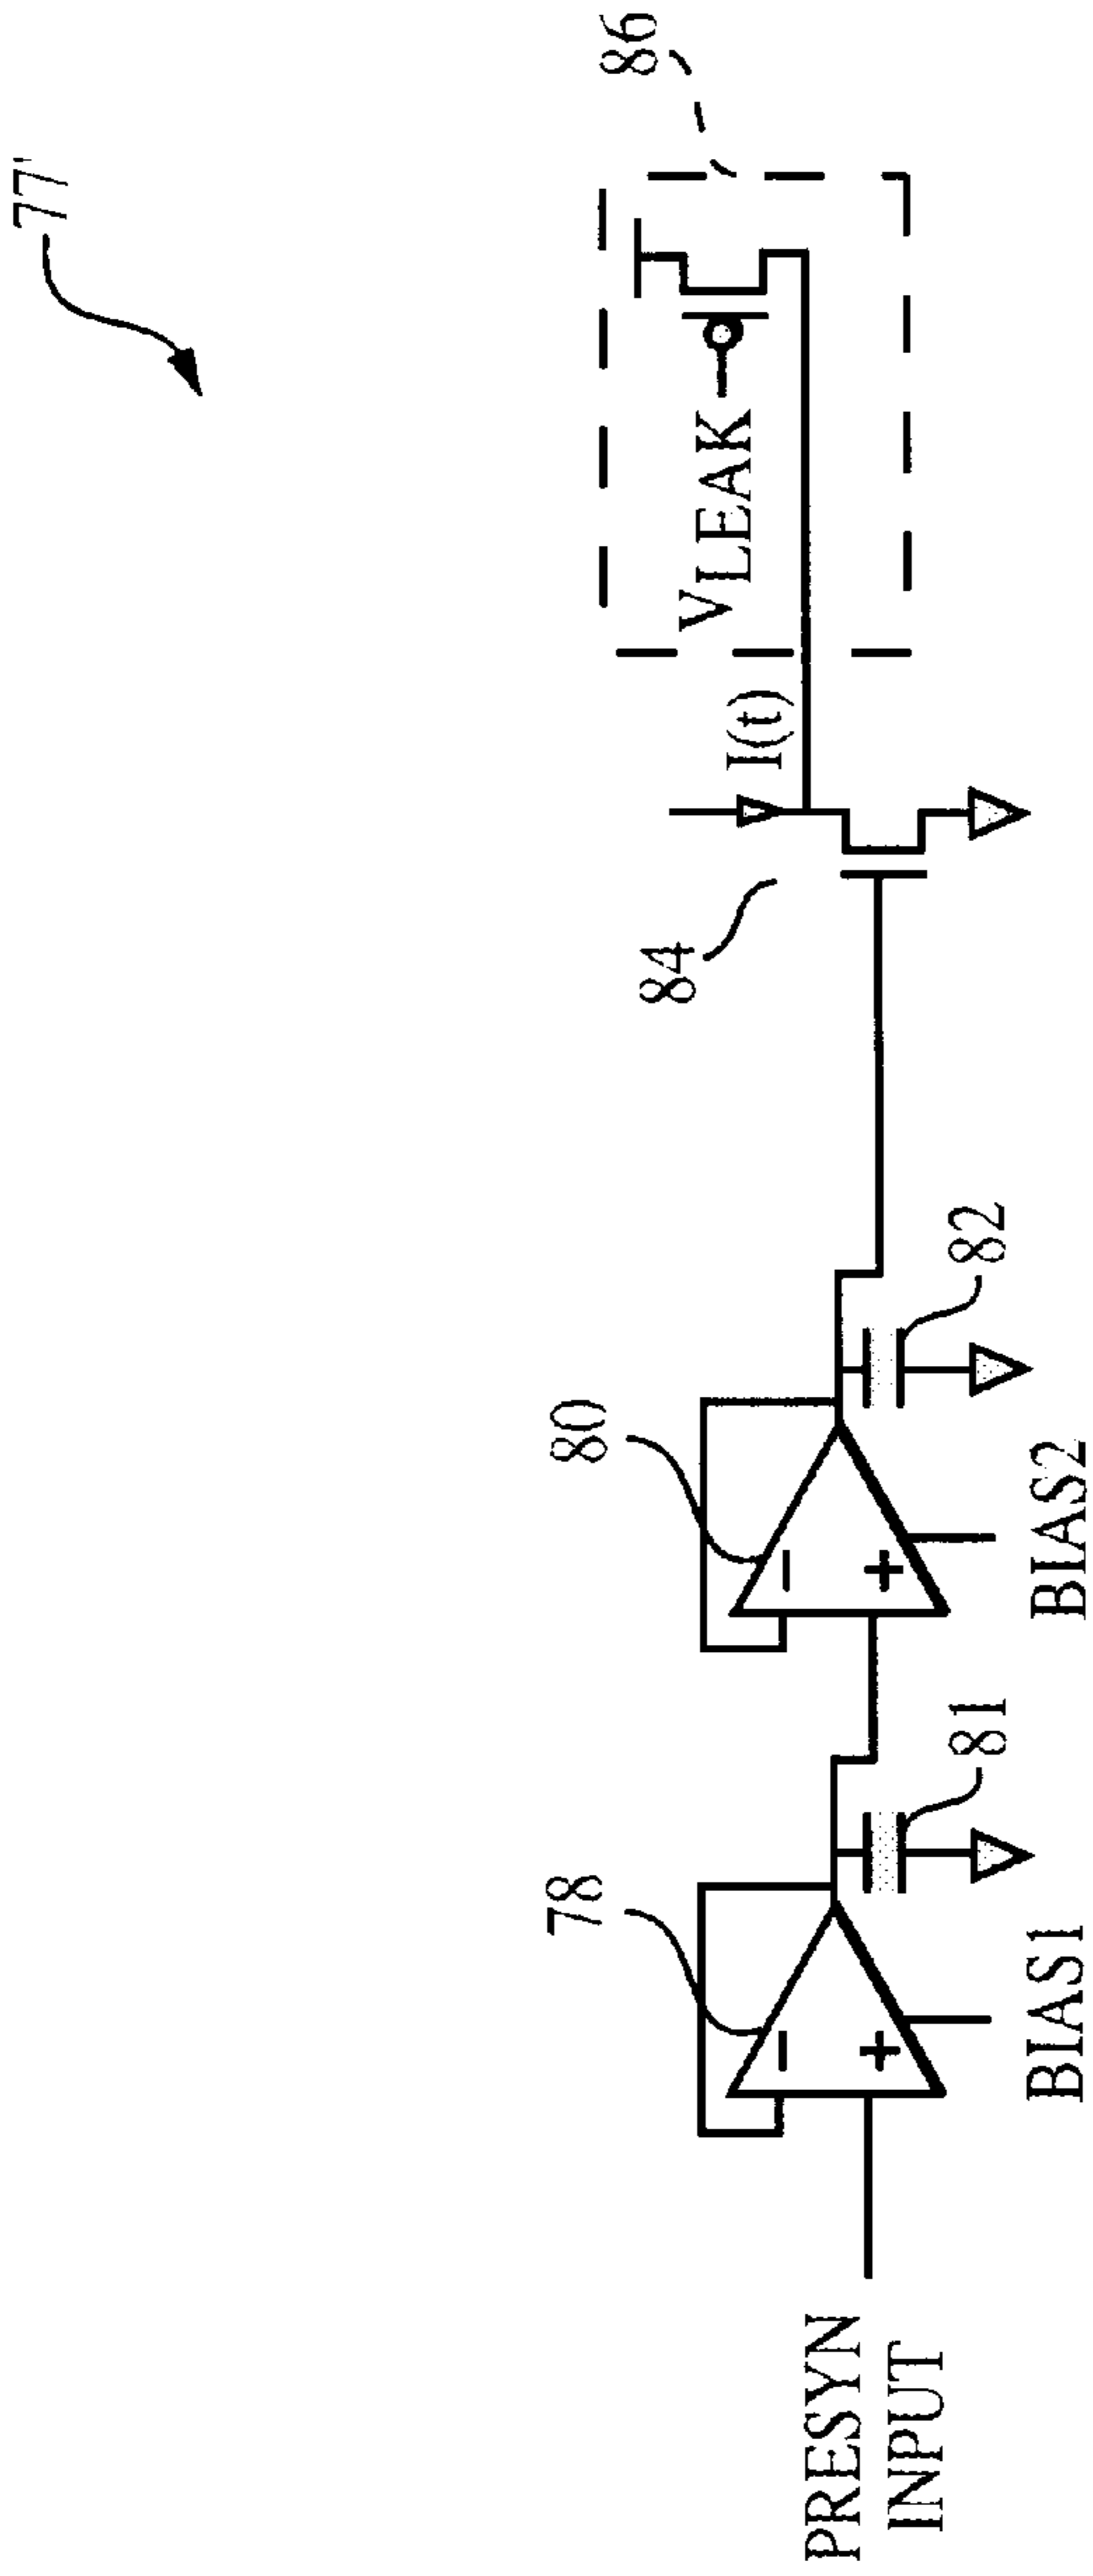 77'
86
VLEAK
I(t)
84
80
82
BIAS2
78
81
BIAS1
PRESYN
INPUT
- +
- +